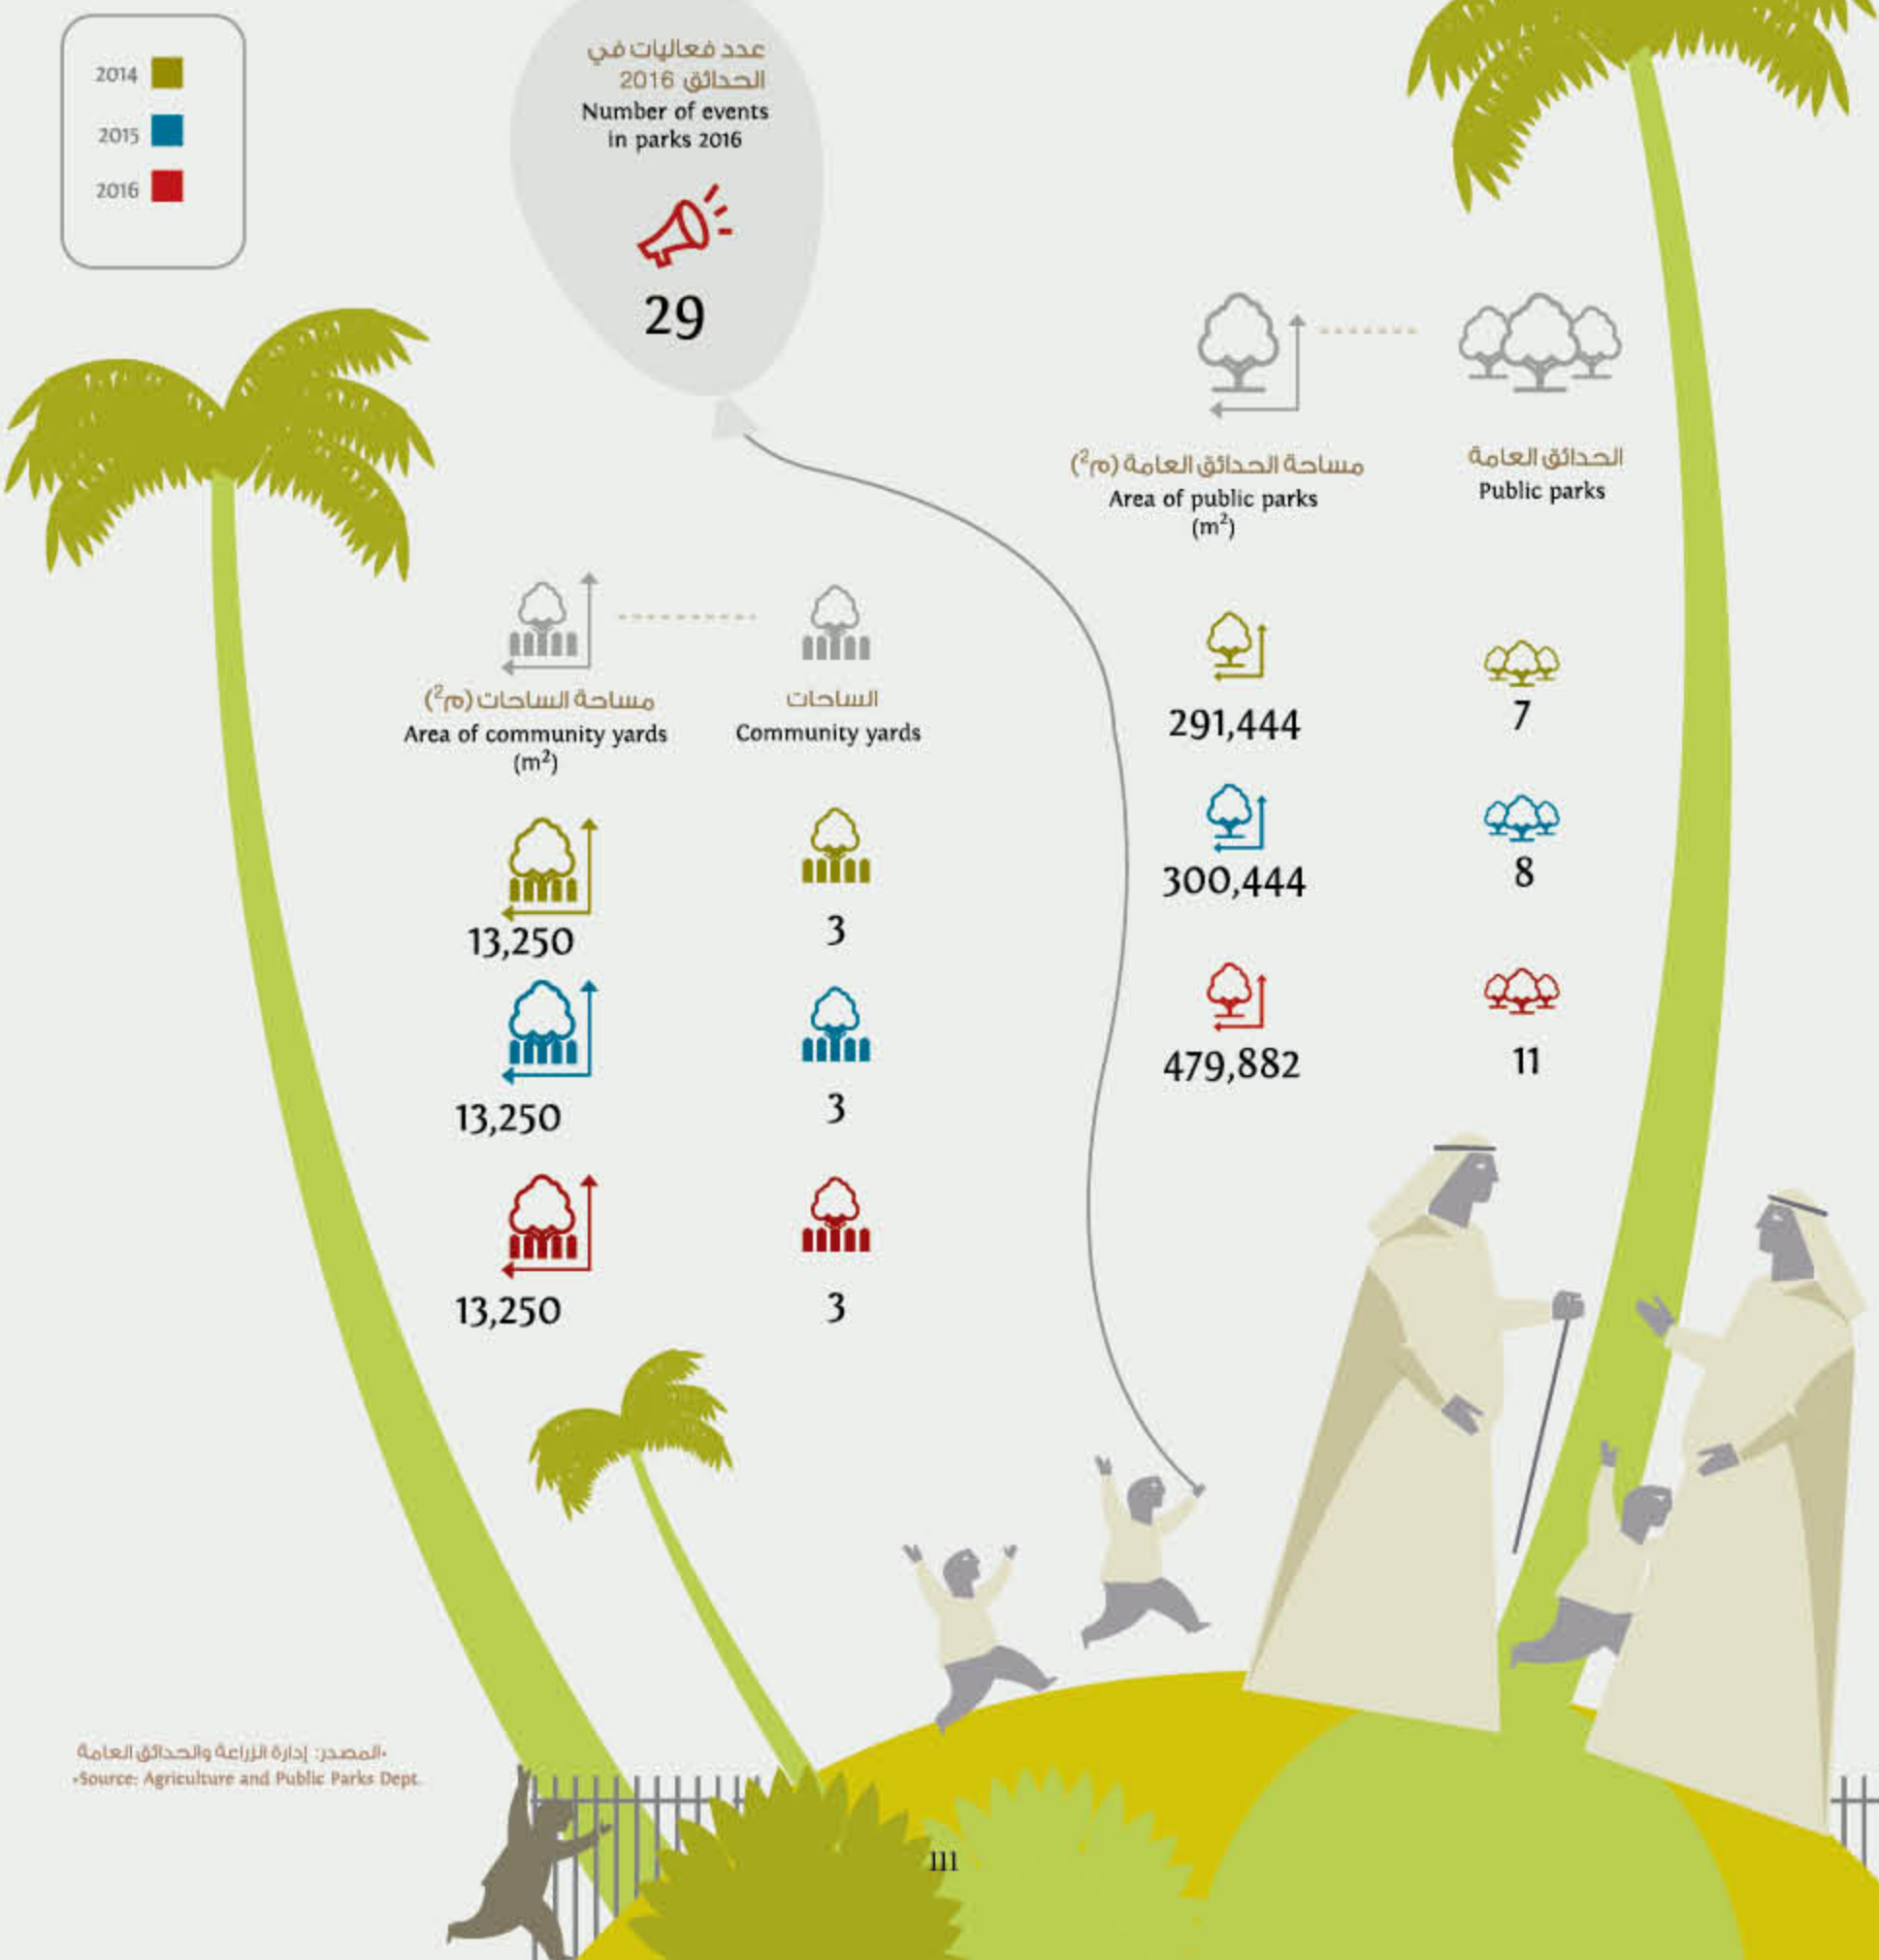 2014
2015
2016
عدد فعاليات في
الحدائق 2016
Number of events
in parks 2016
29
مساحة الحدائق العامة (م²)
Area of public parks
(m²)
الحدائق العامة
Public parks
291,444
7
300,444
8
479,882
11
مساحة الساحات (م²)
Area of community yards
(m²)
الساحات
Community yards
13,250
3
13,250
3
13,250
3
•المصدر: إدارة الزراعة والحدائق العامة
•Source: Agriculture and Public Parks Dept.
111